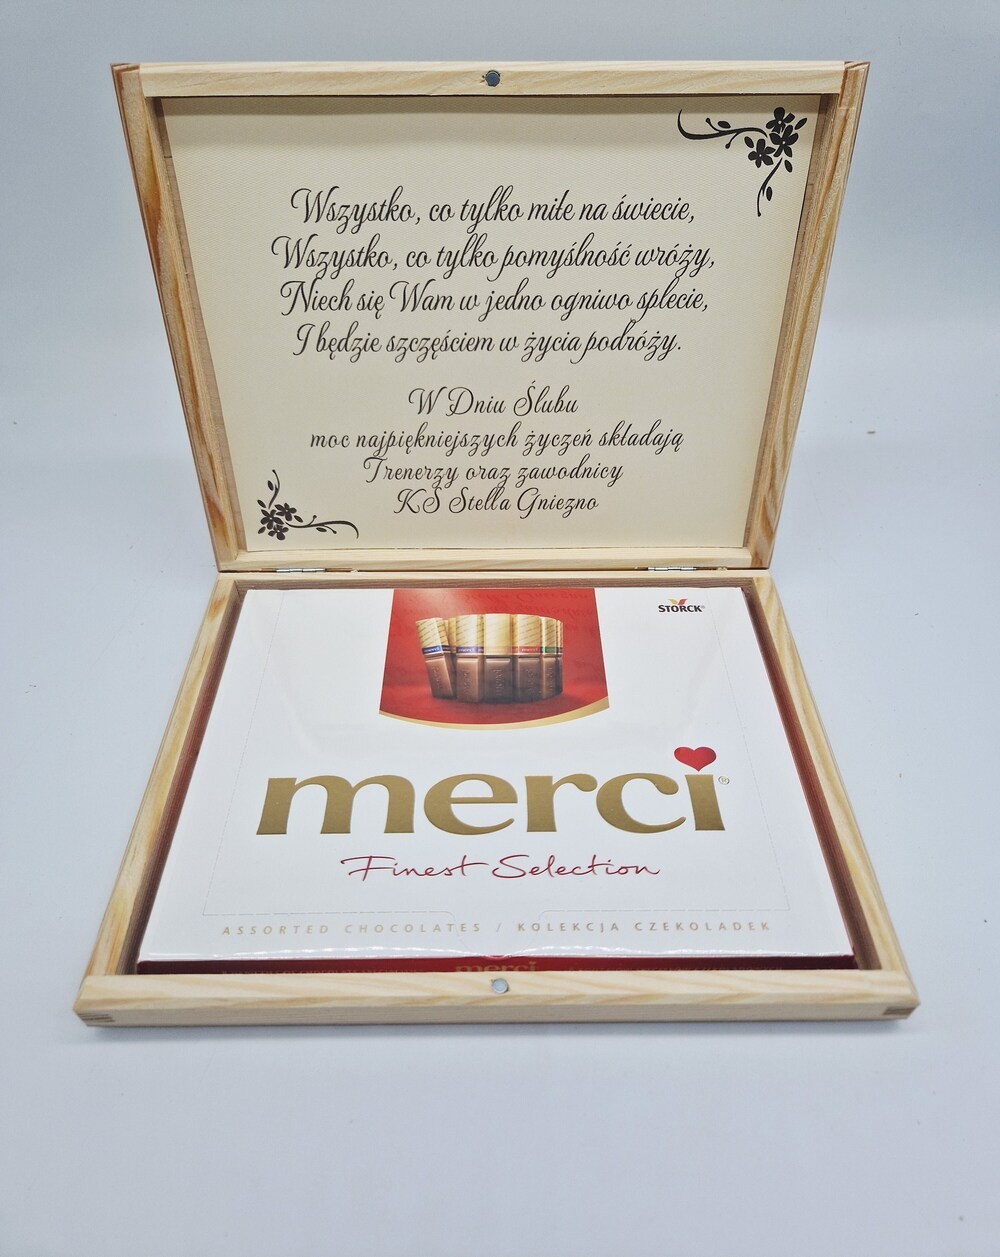 Wszystko, co tylko miłe na świecie,
Wszystko, co tylko pomyślność wróży,
Niech się Wam w jedno ogniwo splecie,
I będzie szczęściem w życia podróży.
W Dniu Ślubu
moc najpiękniejszych życzeń składają
Trenerzy oraz zawodnicy
KS Stella Gniezno
STORCK®
merci®
Finest Selection
ASSORTED CHOCOLATES / KOLEKCJA CZEKOLADEK
merci